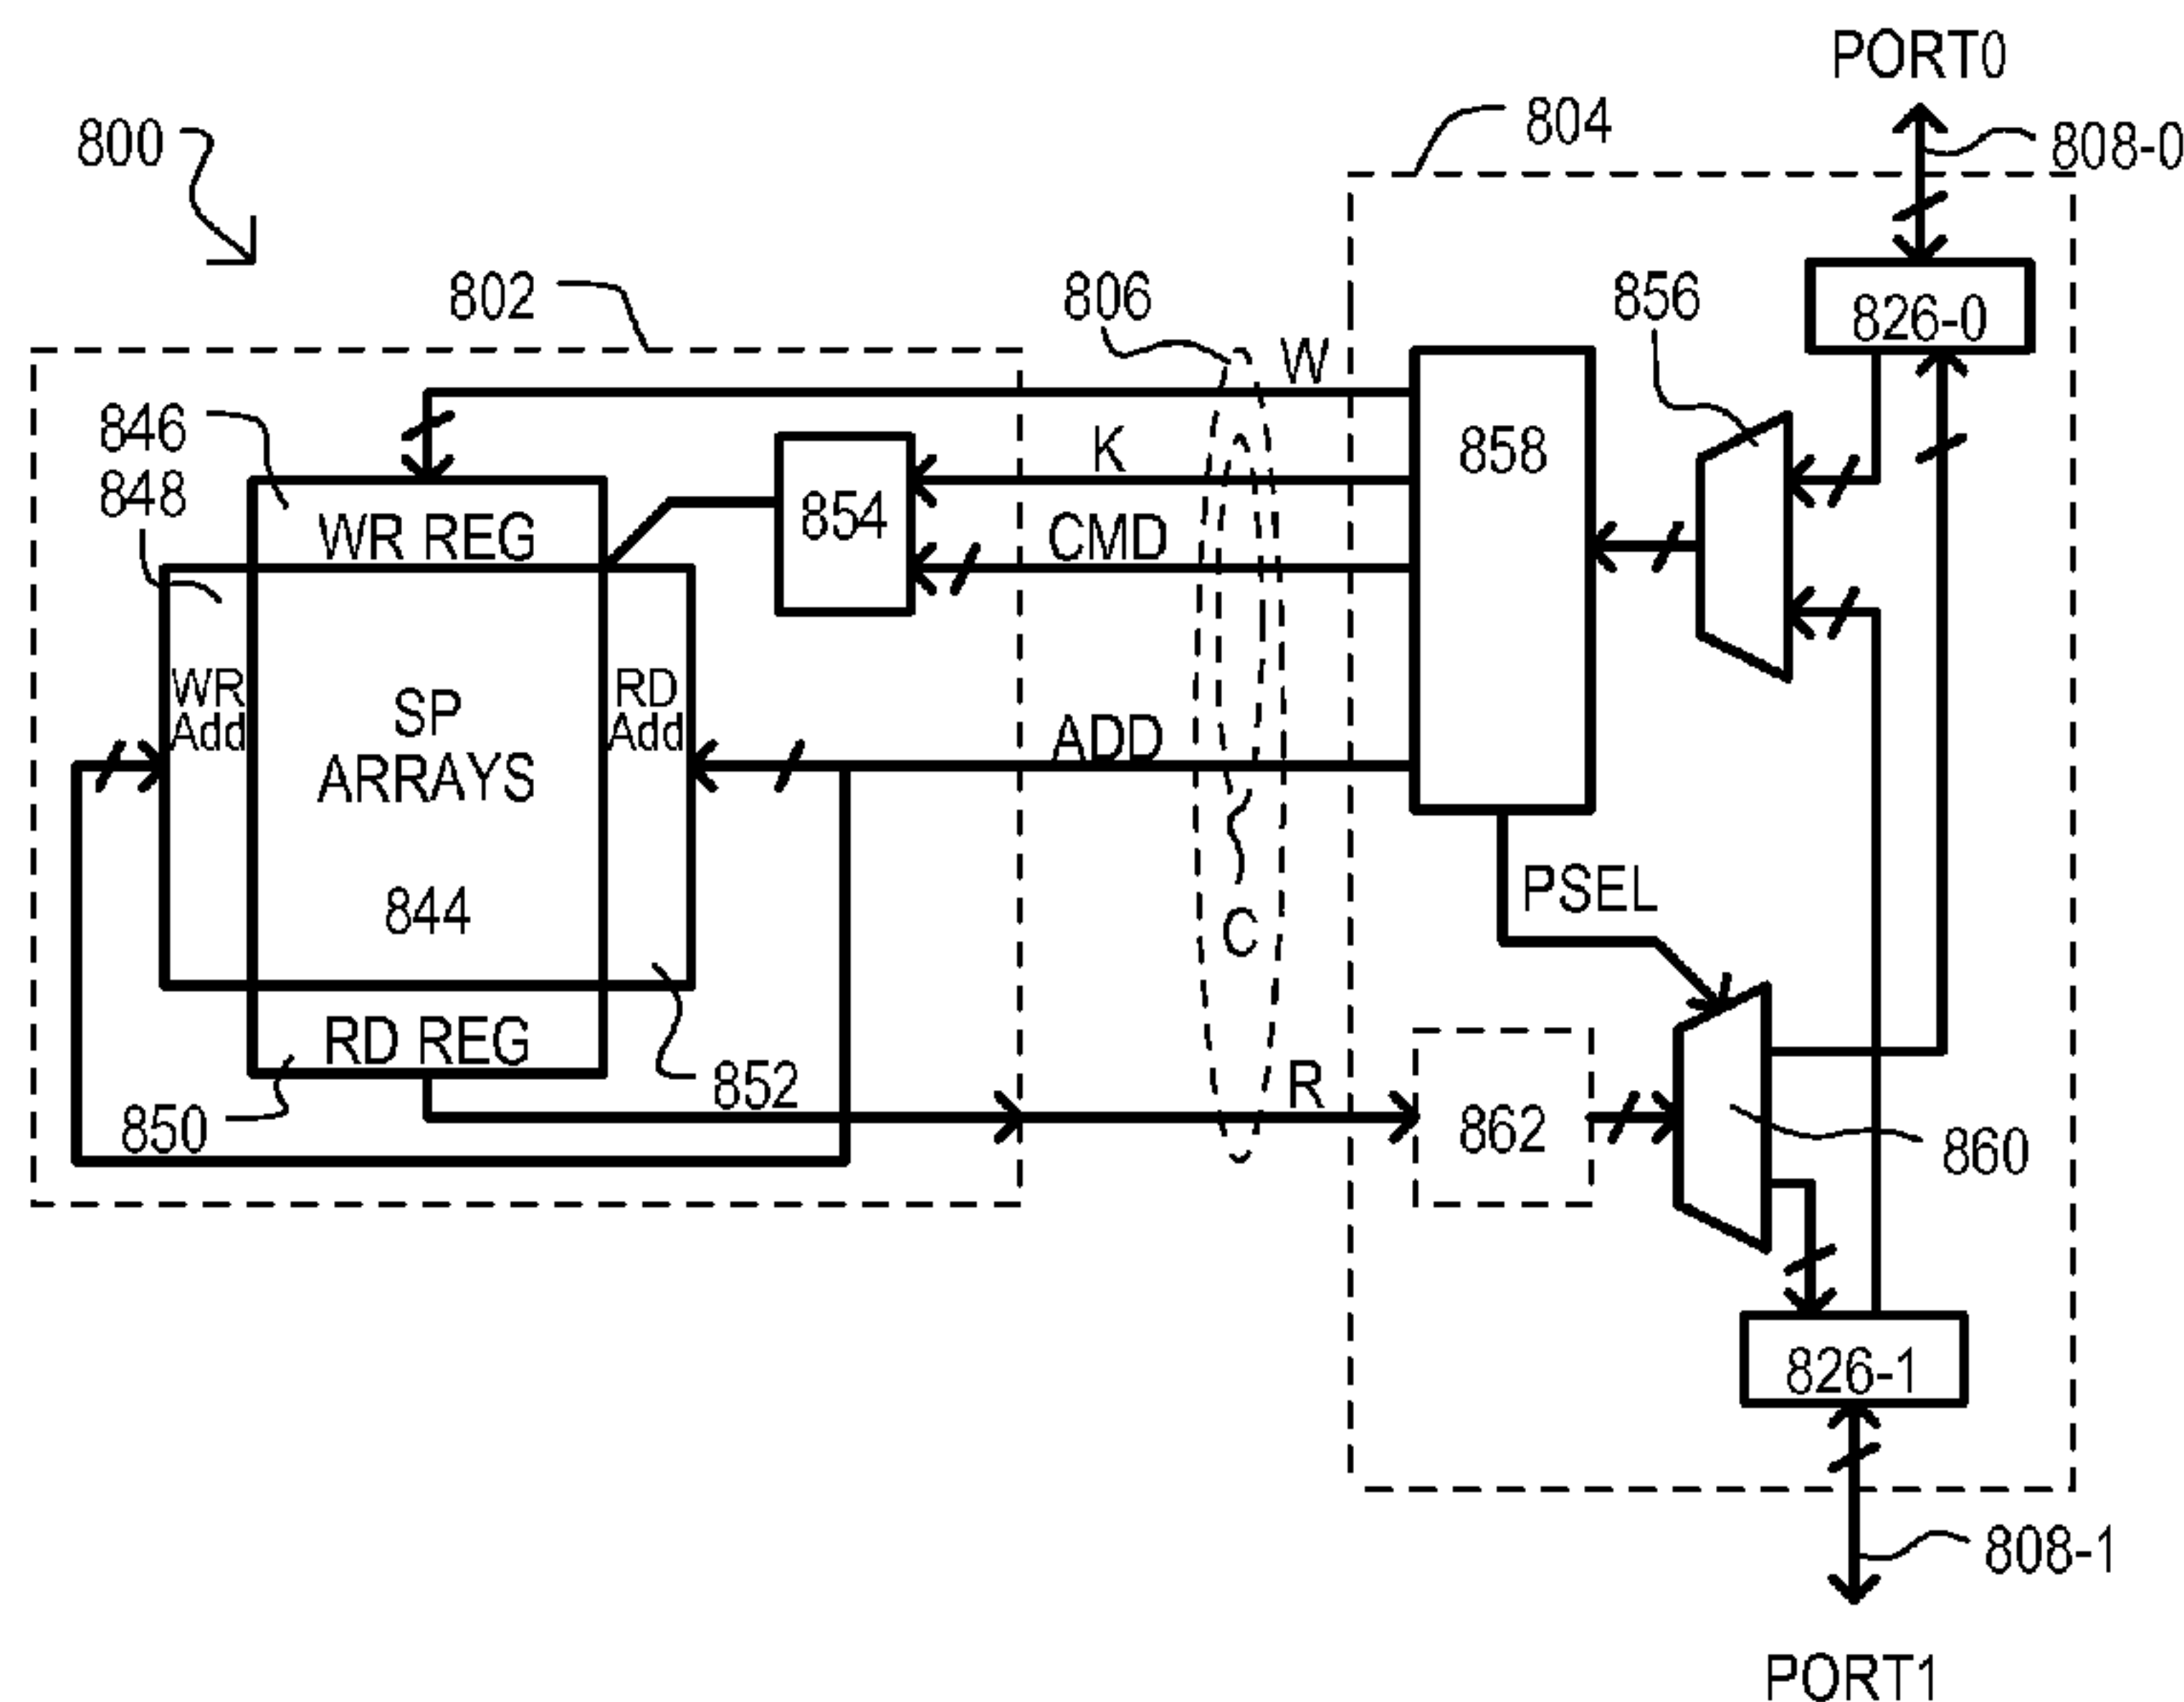 PORT0
800
804
808-0
802
806
856
826-0
W
846
K
858
848
854
WR REG
CMD
WR
Add
SP
ARRAYS
RD
Add
ADD
844
PSEL
C
RD REG
852
R
850
862
860
826-1
808-1
PORT1